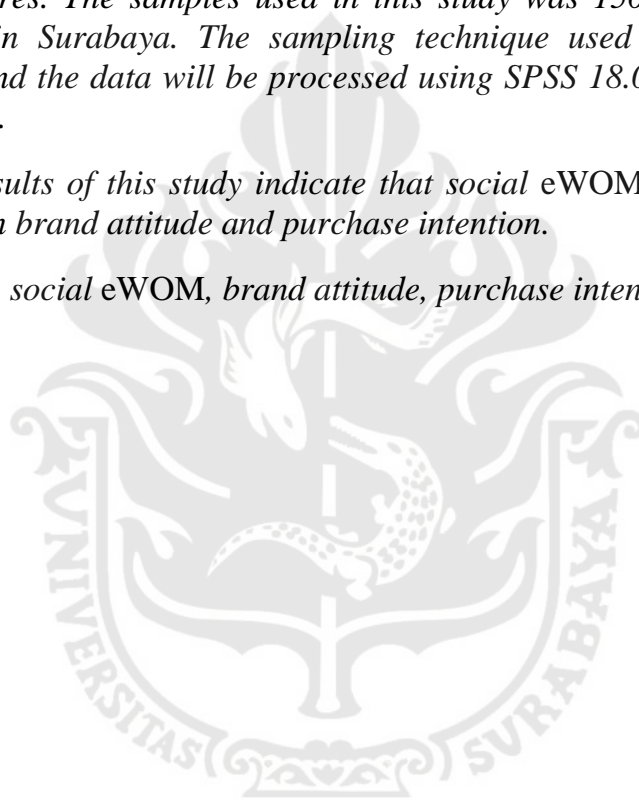 res. The samples used in this study was 150
in Surabaya. The sampling technique used
nd the data will be processed using SPSS 18.0
.
sults of this study indicate that social eWOM
n brand attitude and purchase intention.
social eWOM, brand attitude, purchase inten
UNIVERSITAS SURABAYA